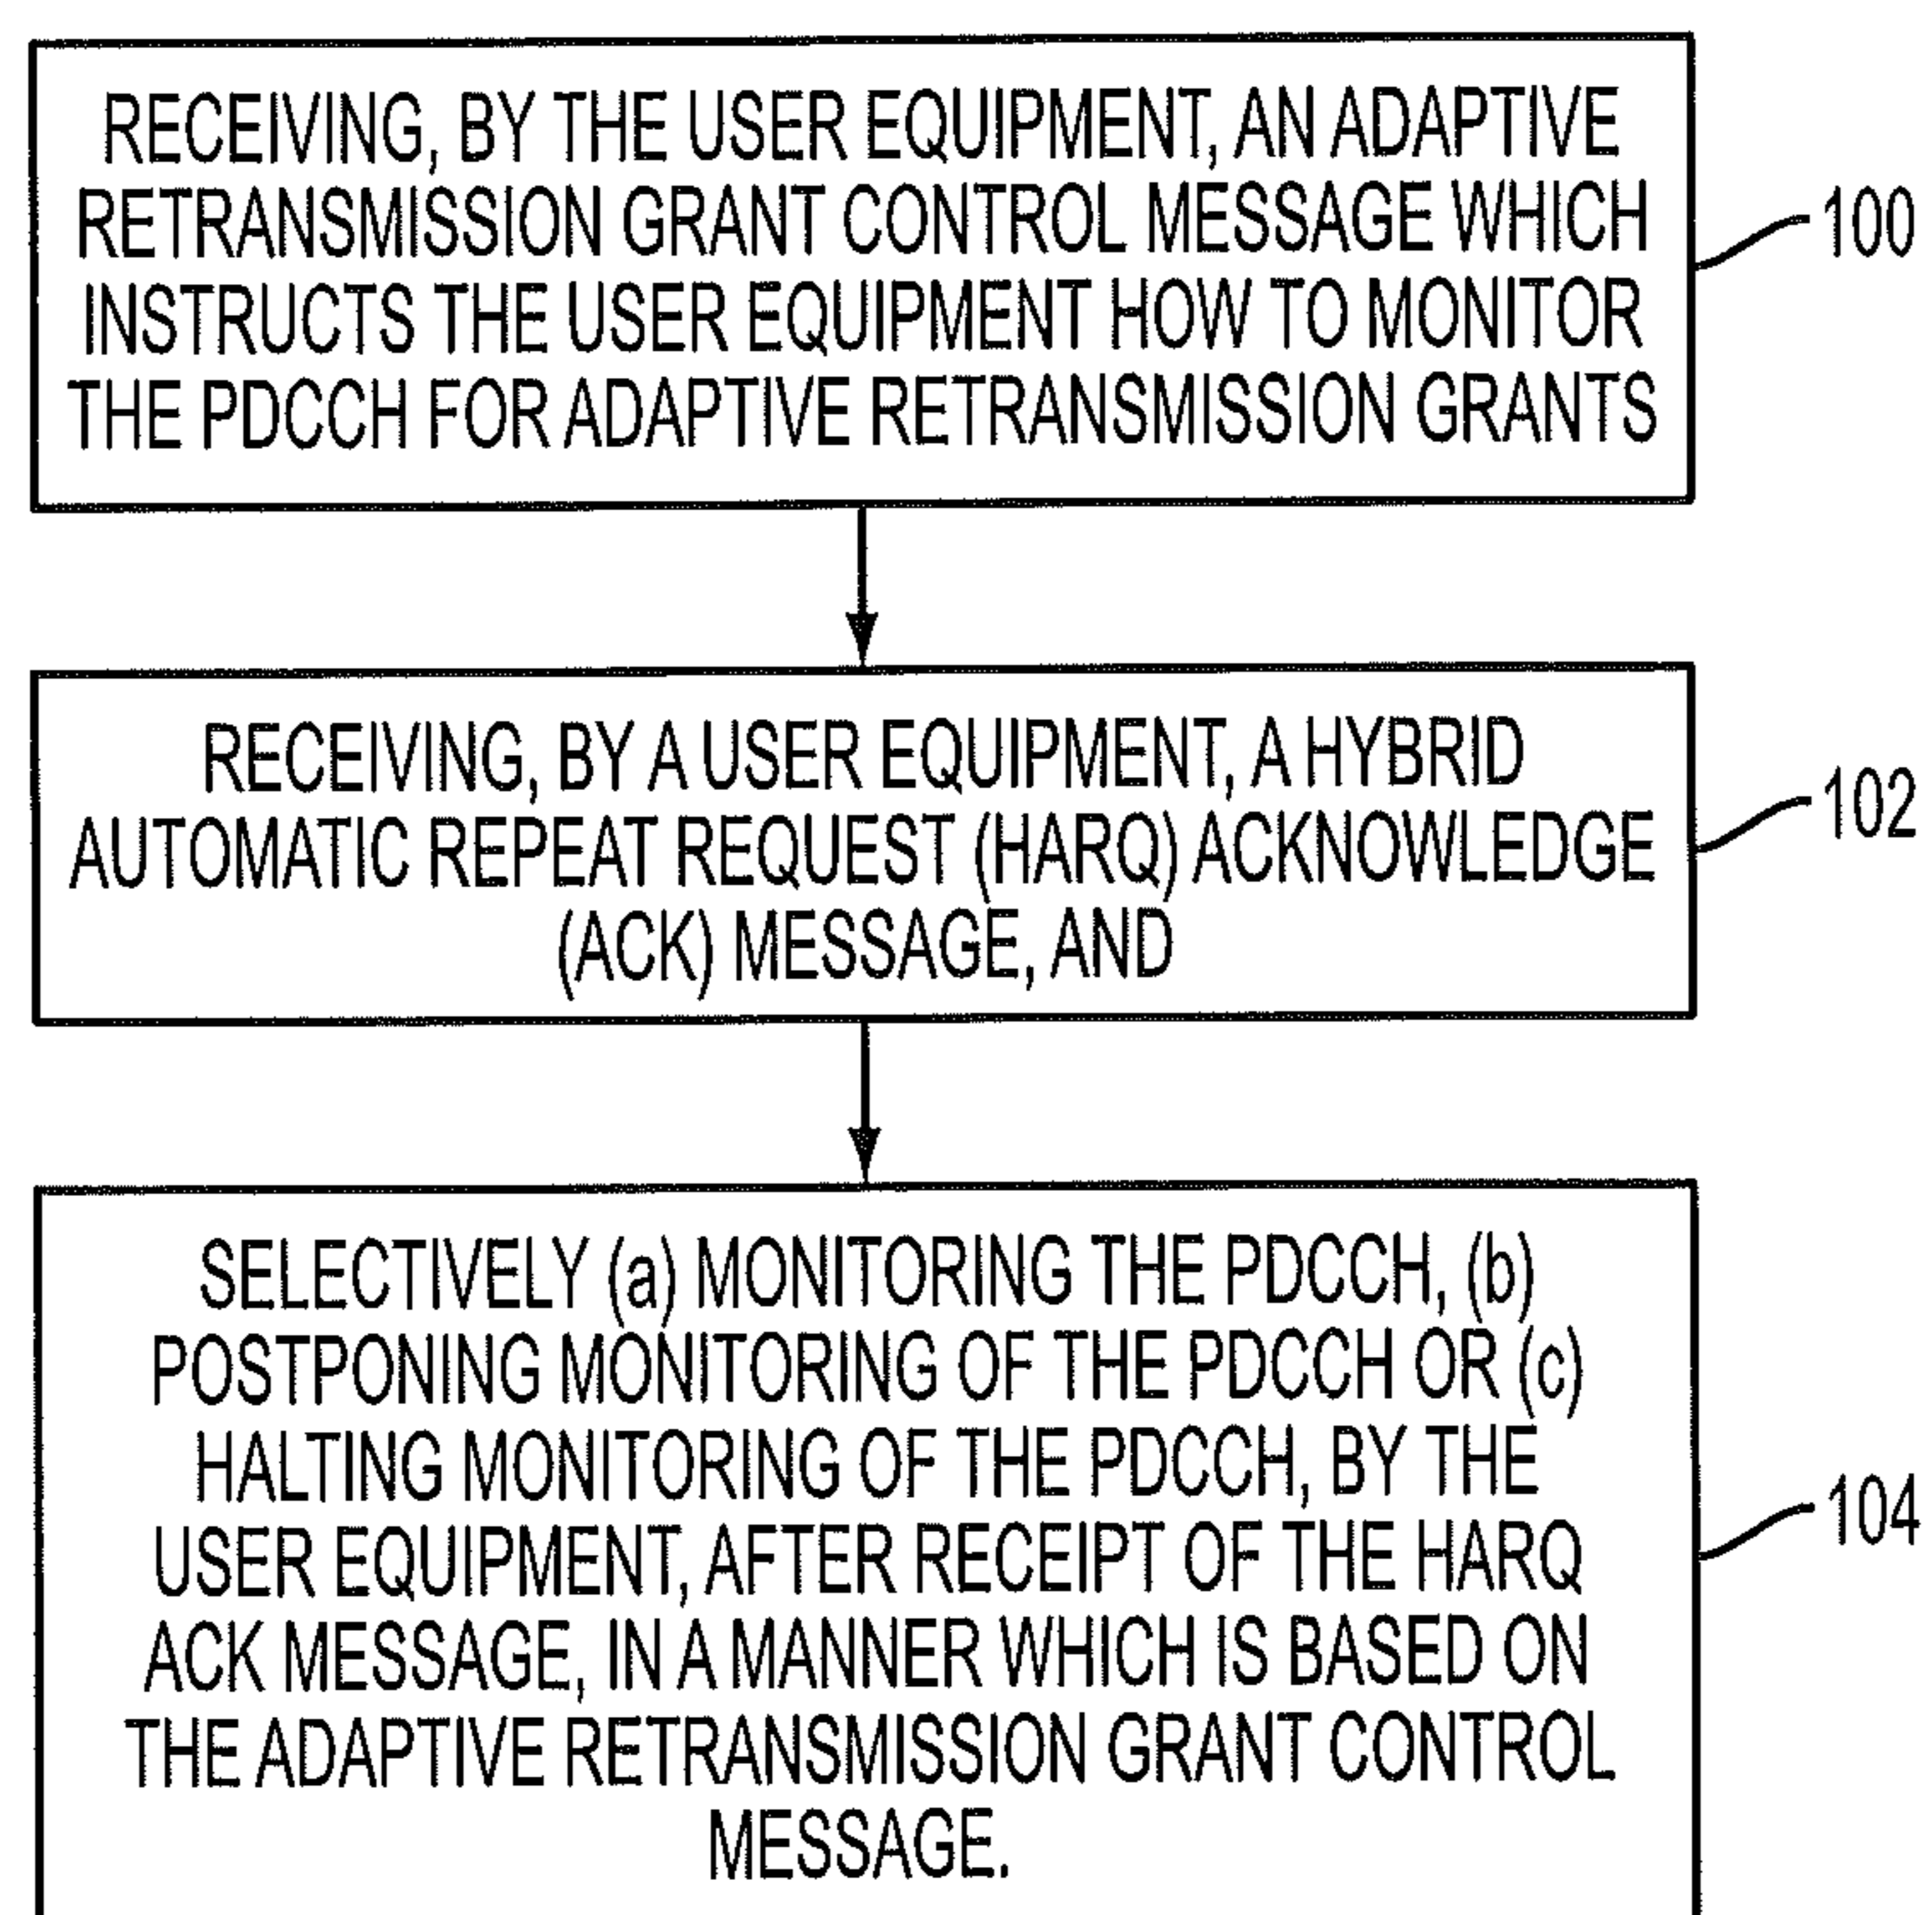 RECEIVING, BY THE USER EQUIPMENT, AN ADAPTIVE
RETRANSMISSION GRANT CONTROL MESSAGE WHICH
INSTRUCTS THE USER EQUIPMENT HOW TO MONITOR
THE PDCCH FOR ADAPTIVE RETRANSMISSION GRANTS
100
RECEIVING, BY A USER EQUIPMENT, A HYBRID
AUTOMATIC REPEAT REQUEST (HARQ) ACKNOWLEDGE
(ACK) MESSAGE, AND
102
SELECTIVELY (a) MONITORING THE PDCCH, (b)
POSTPONING MONITORING OF THE PDCCH OR (c)
HALTING MONITORING OF THE PDCCH, BY THE
USER EQUIPMENT, AFTER RECEIPT OF THE HARQ
ACK MESSAGE, IN A MANNER WHICH IS BASED ON
THE ADAPTIVE RETRANSMISSION GRANT CONTROL
MESSAGE.
104